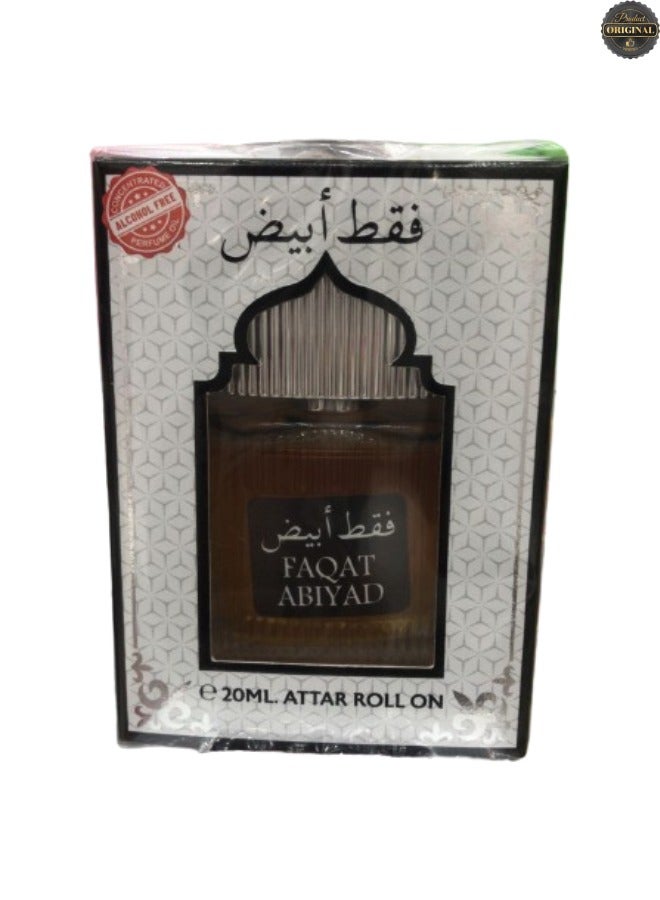 Product
ORIGINAL
CONCENTRATED
ALCOHOL FREE
PERFUME OIL
فقط أبيض
فقط أبيض
FAQAT
ABIYAD
e 20ML. ATTAR ROLL ON